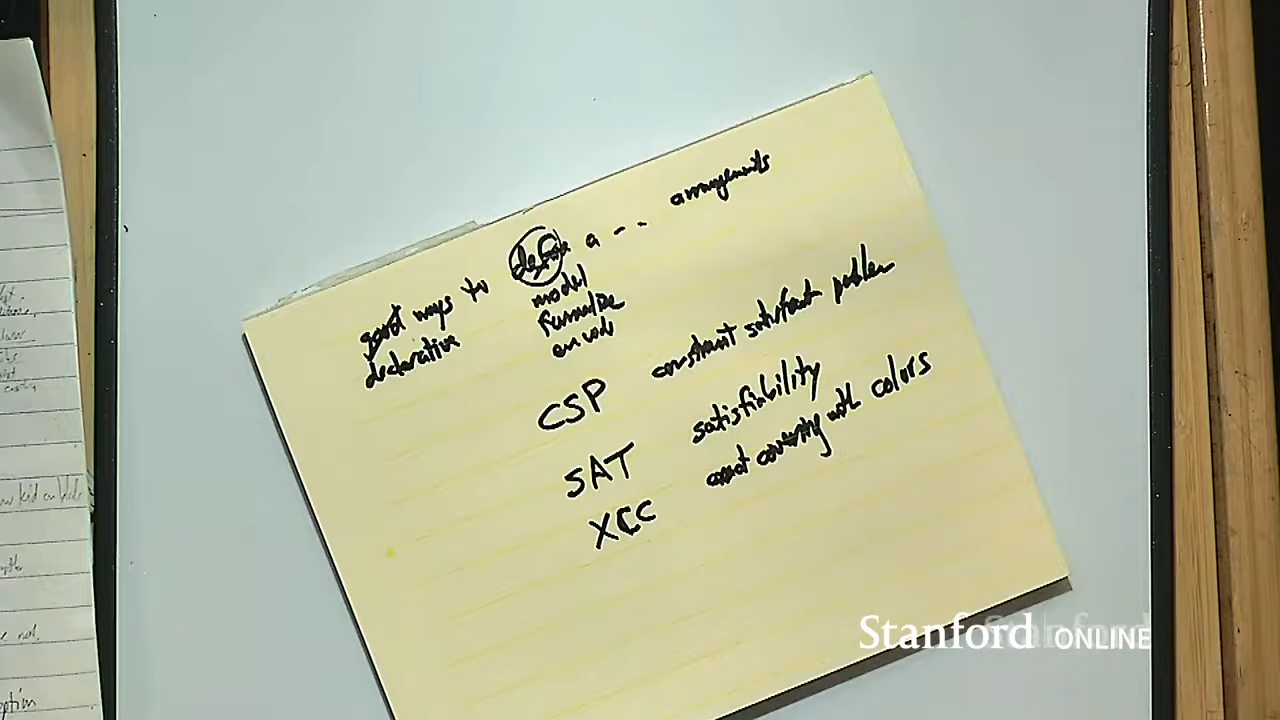 good ways to define a -- arrangements
declarative model
formalize
encode
CSP constraint satisfact problem
SAT satisfiability
XCC exact covering with colors
Stanford ONLINE